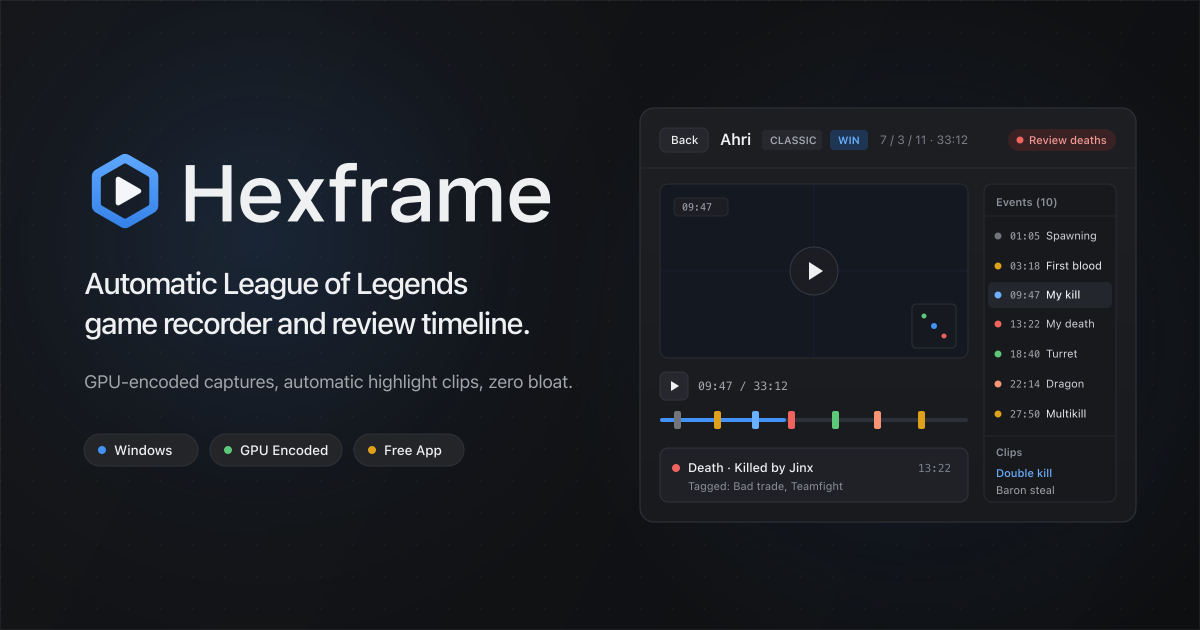 Hexframe
Automatic League of Legends
game recorder and review timeline.
GPU-encoded captures, automatic highlight clips, zero bloat.
Windows
GPU Encoded
Free App
Back
Ahri
CLASSIC
WIN
7 / 3 / 11 · 33:12
Review deaths
09:47
09:47 / 33:12
Death · Killed by Jinx
13:22
Tagged: Bad trade, Teamfight
Events (10)
01:05 Spawning
03:18 First blood
09:47 My kill
13:22 My death
18:40 Turret
22:14 Dragon
27:50 Multikill
Clips
Double kill
Baron steal